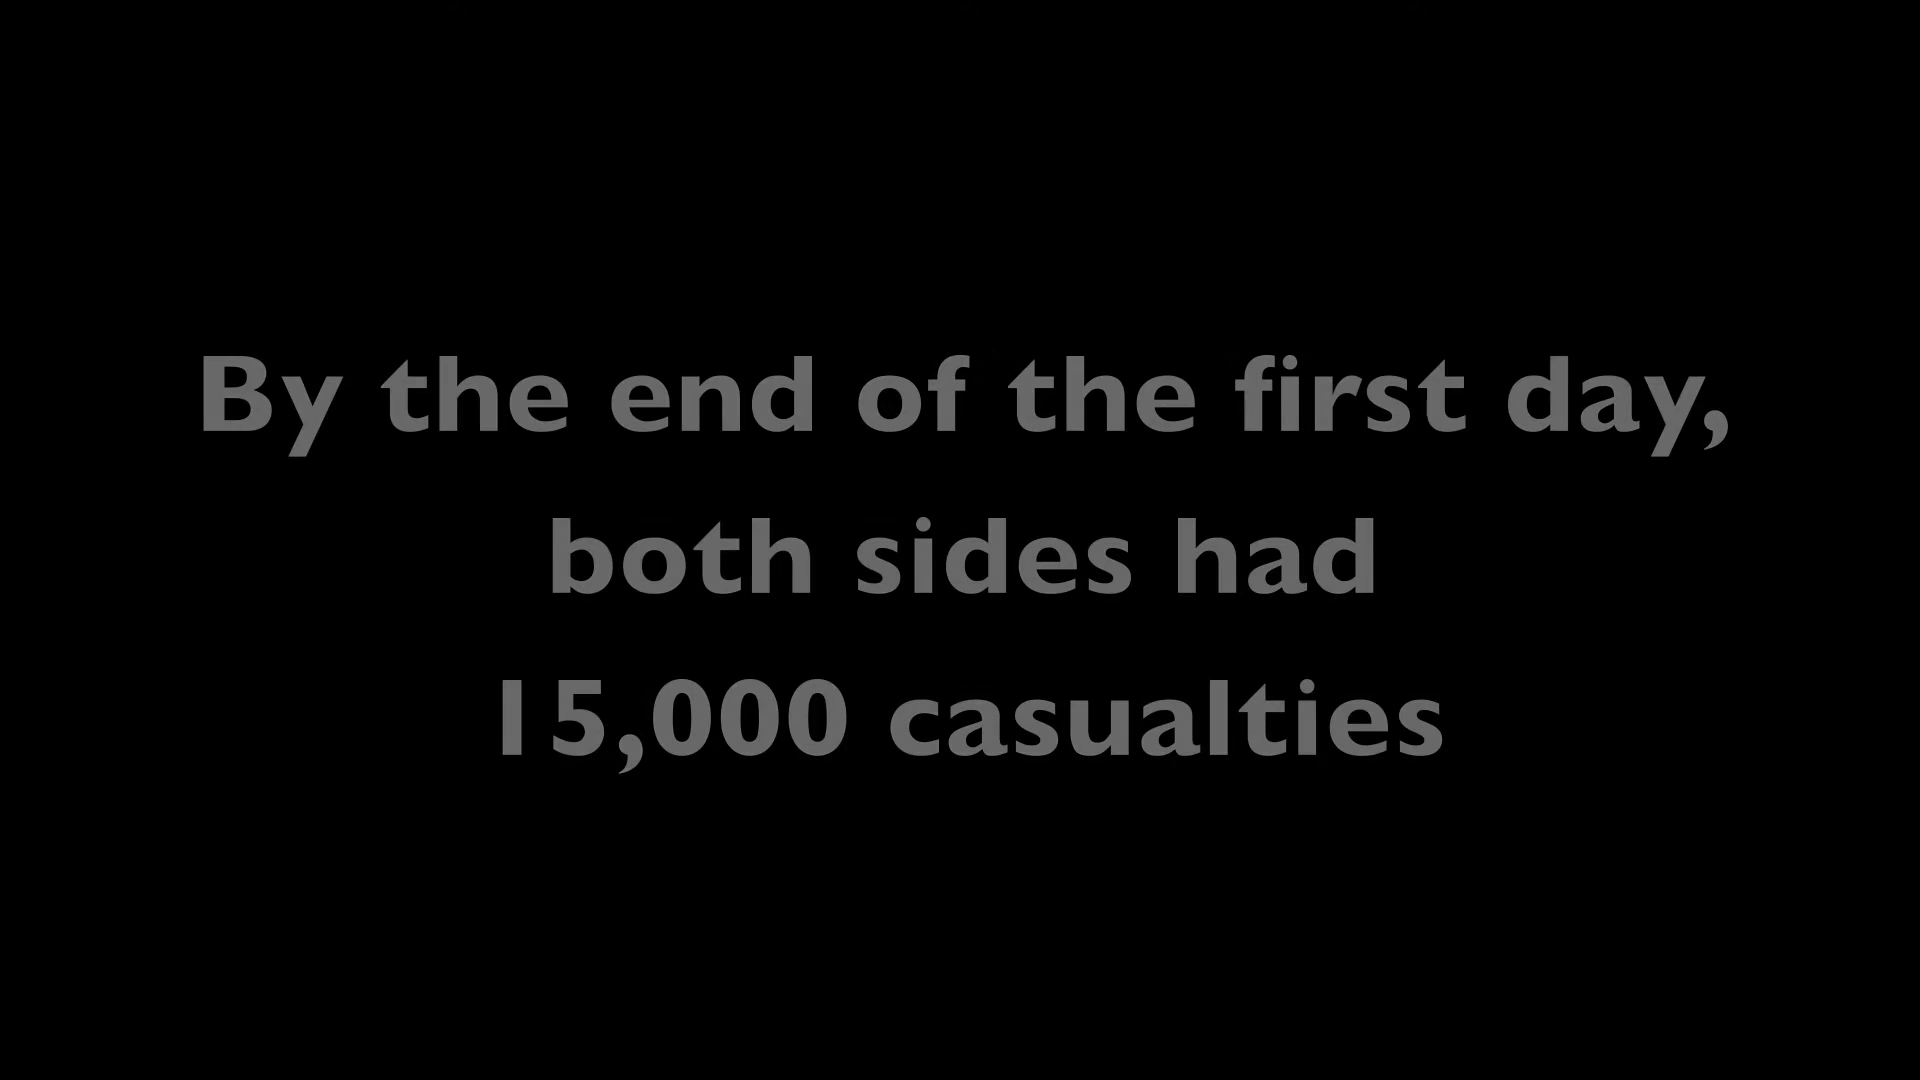 By the end of the first day,
both sides had
15,000 casualties